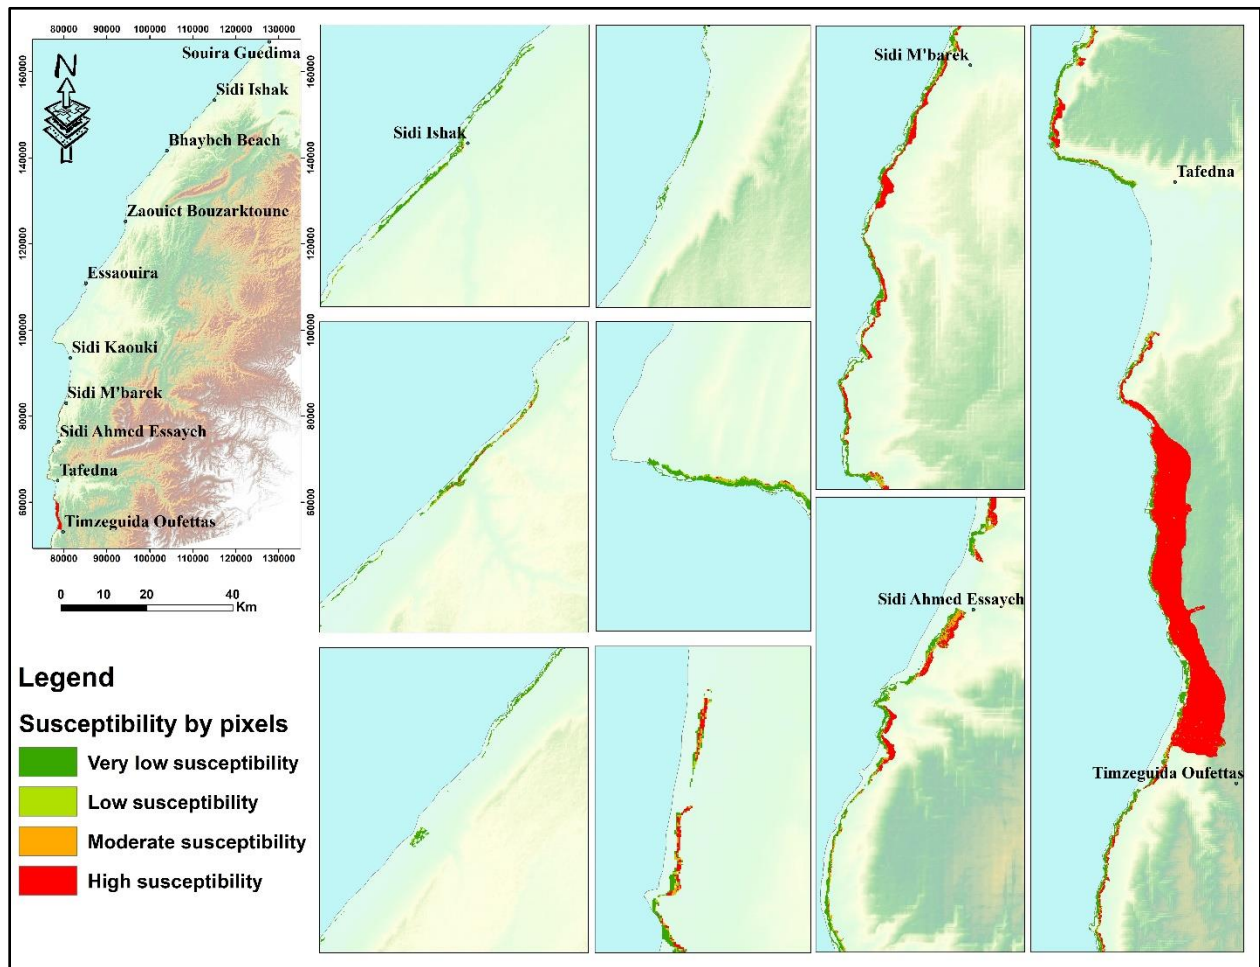 80000 90000 100000 110000 120000 130000
Souira Guedima
160000
160000
N
Sidi Ishak
Bhaybeh Beach
140000
140000
Zaouiet Bouzarktoune
120000
120000
Essaouira
100000
100000
Sidi Kaouki
Sidi M'barek
80000
80000
Sidi Ahmed Essayeh
Tafedna
60000
60000
Timzeguida Oufettas
80000 90000 100000 110000 120000 130000
0 10 20 40
Km
Sidi Ishak
Sidi M'barek
Tafedna
Sidi Ahmed Essayeh
Timzeguida Oufettas
Legend
Susceptibility by pixels
Very low susceptibility
Low susceptibility
Moderate susceptibility
High susceptibility